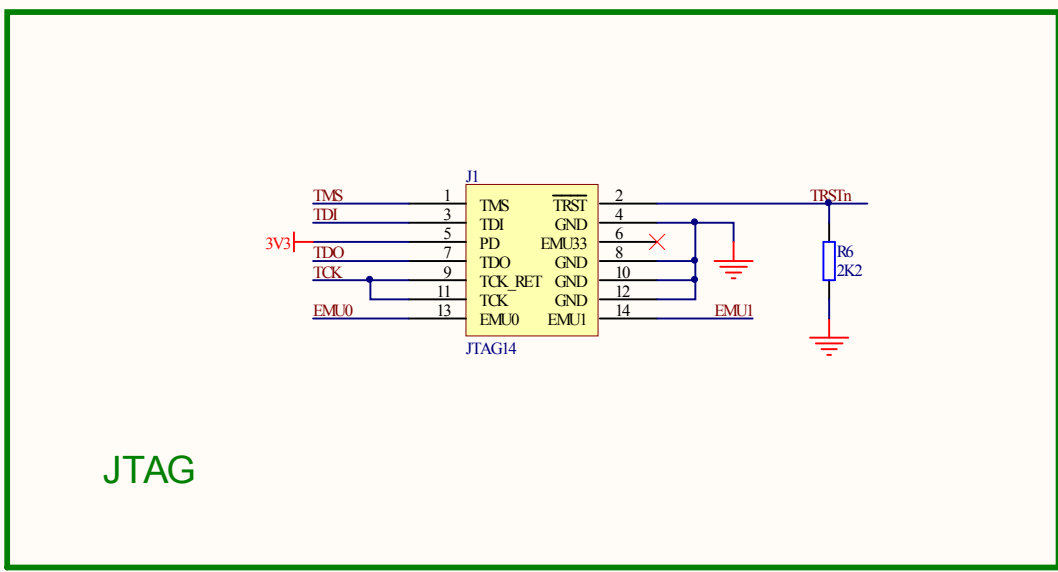 J1
TMS 1 TMS TRST 2 TRSTn
TDI 3 TDI GND 4
3V3 5 PD EMU33 6
TDO 7 TDO GND 8 R6
TCK 9 TCK_RET GND 10 2K2
11 TCK GND 12
EMU0 13 EMU0 EMU1 14 EMU1
JTAG14
JTAG